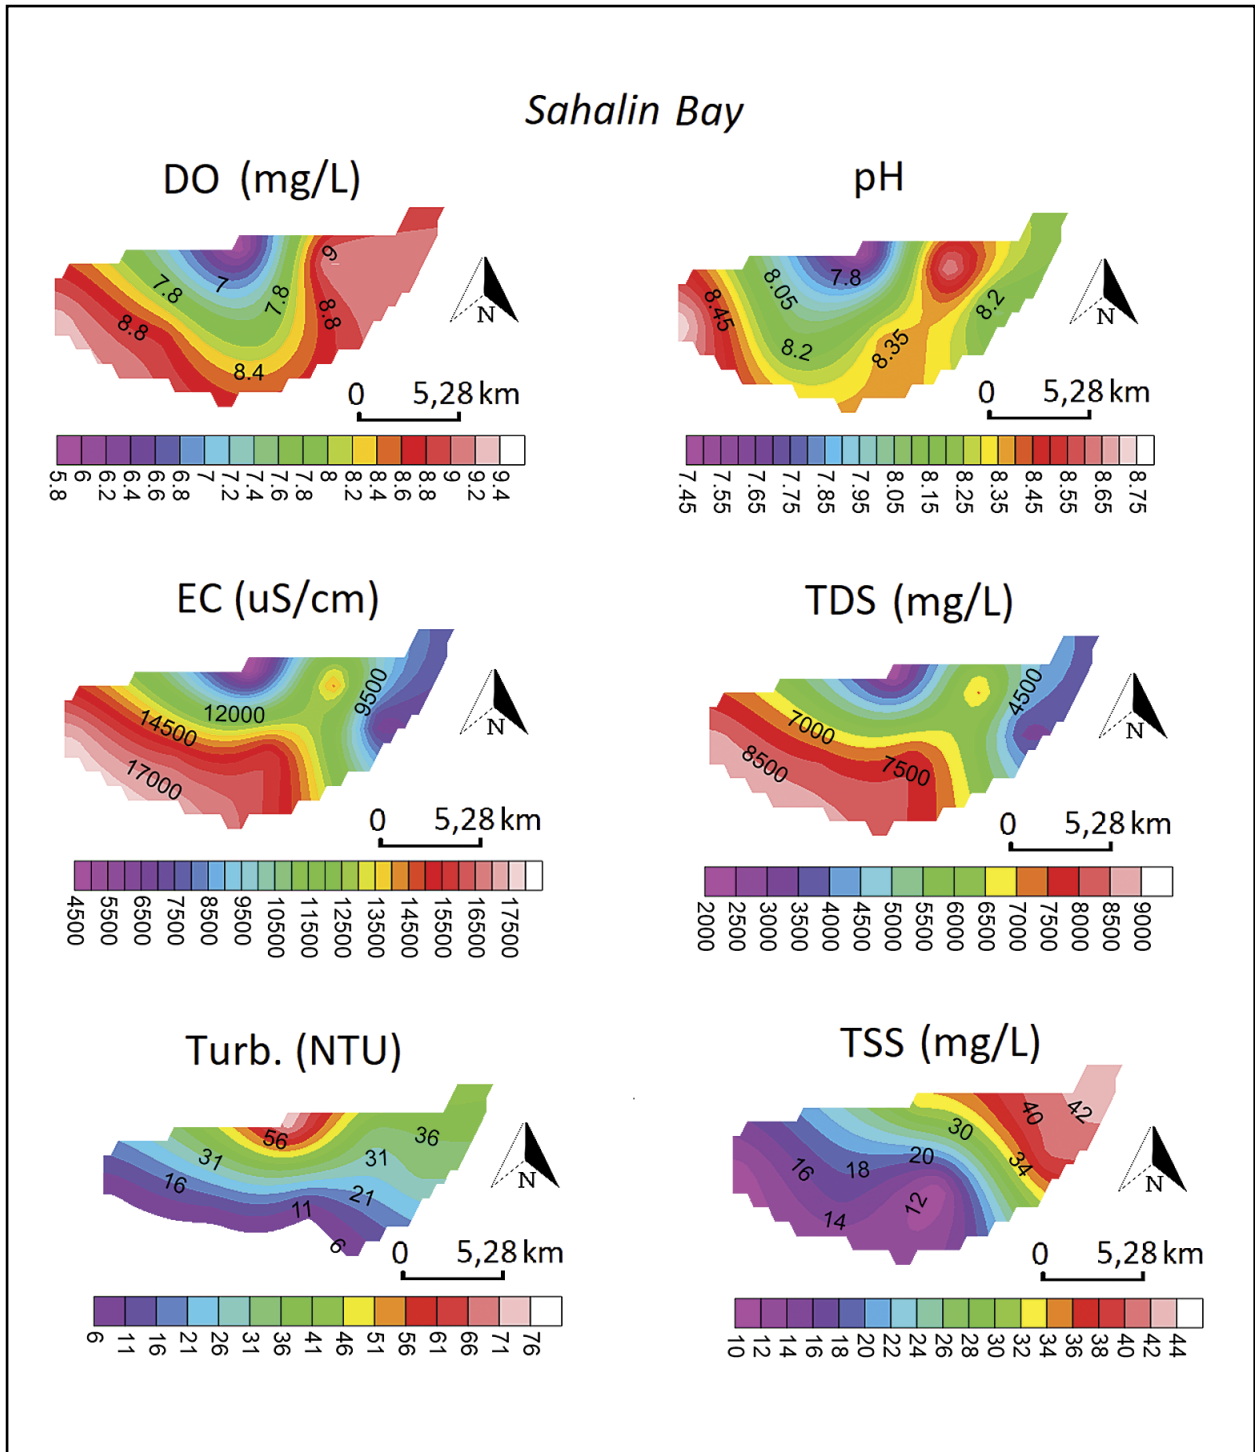 Sahalin Bay
DO (mg/L)
7.8
7
7.8
9
8.8
8.8
8.4
N
0 5,28 km
5.8 6 6.2 6.4 6.6 6.8 7 7.2 7.4 7.6 7.8 8 8.2 8.4 8.6 8.8 9 9.2 9.4
pH
8.45
8.05
7.8
8.2
8.35
8.2
N
0 5,28 km
7.45 7.55 7.65 7.75 7.85 7.95 8.05 8.15 8.25 8.35 8.45 8.55 8.65 8.75
EC (uS/cm)
14500
12000
9500
17000
N
0 5,28 km
4500 5500 6500 7500 8500 9500 10500 11500 12500 13500 14500 15500 16500 17500
TDS (mg/L)
7000
4500
8500
7500
N
0 5,28 km
2000 2500 3000 3500 4000 4500 5000 5500 6000 6500 7000 7500 8000 8500 9000
Turb. (NTU)
56
31
16
31
36
21
11
6
N
0 5,28 km
6 11 16 21 26 31 36 41 46 51 56 61 66 71 76
TSS (mg/L)
40
42
30
34
20
18
16
12
14
N
0 5,28 km
10 12 14 16 18 20 22 24 26 28 30 32 34 36 38 40 42 44